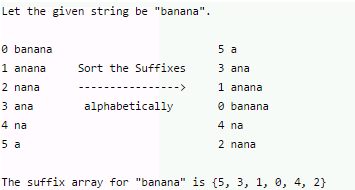 Let the given string be "banana".
0 banana                          5 a
1 anana     Sort the Suffixes     3 ana
2 nana      ---------------->     1 anana
3 ana        alphabetically       0 banana
4 na                              4 na
5 a                               2 nana
The suffix array for "banana" is {5, 3, 1, 0, 4, 2}